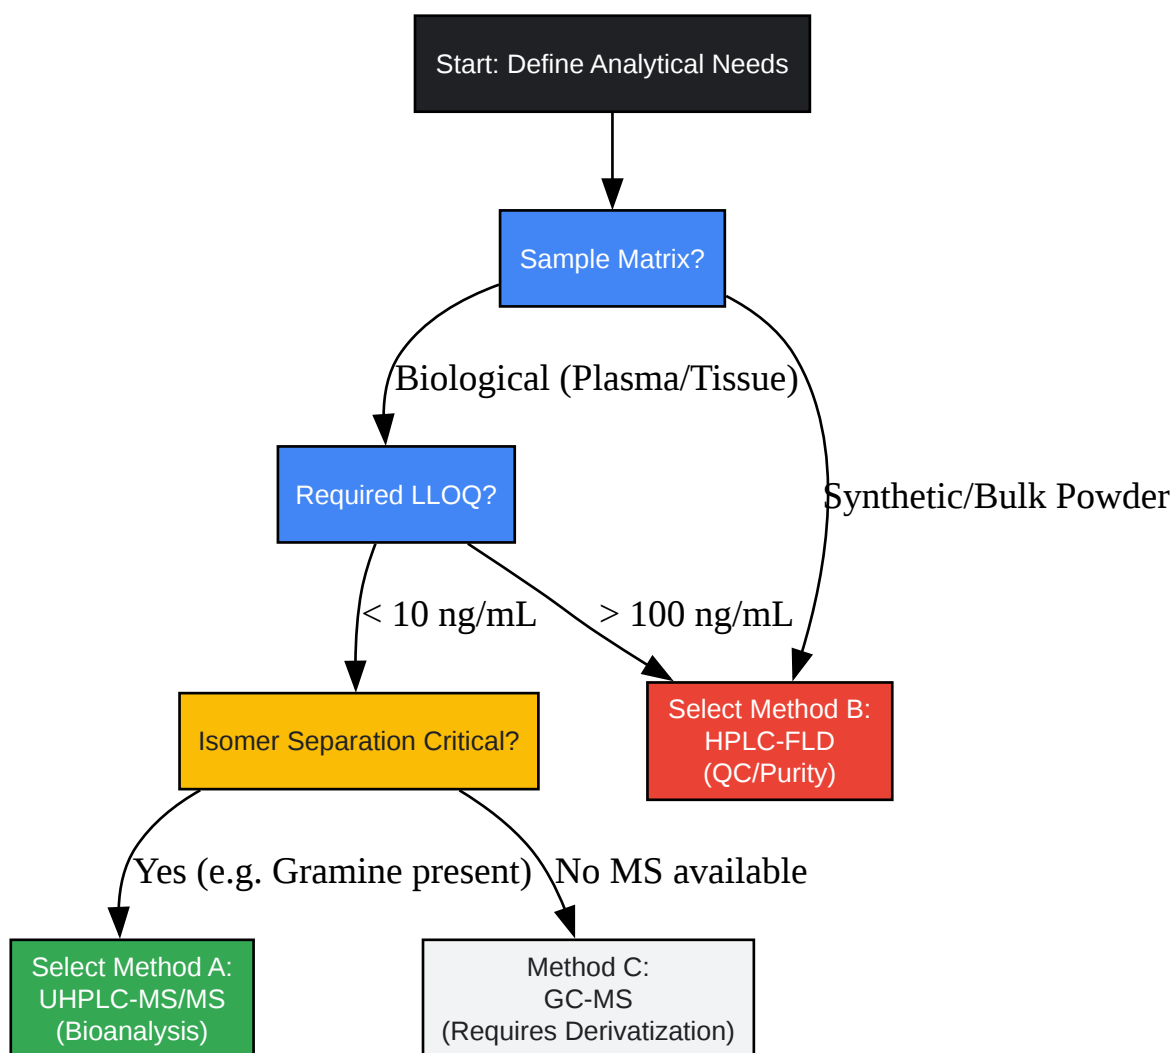 Start: Define Analytical Needs
Sample Matrix?
Biological (Plasma/Tissue)
Required LLOQ?
Synthetic/Bulk Powder
< 10 ng/mL
> 100 ng/mL
Isomer Separation Critical?
Select Method B:
HPLC-FLD
(QC/Purity)
Yes (e.g. Gramine present)
No MS available
Select Method A:
UHPLC-MS/MS
(Bioanalysis)
Method C:
GC-MS
(Requires Derivatization)